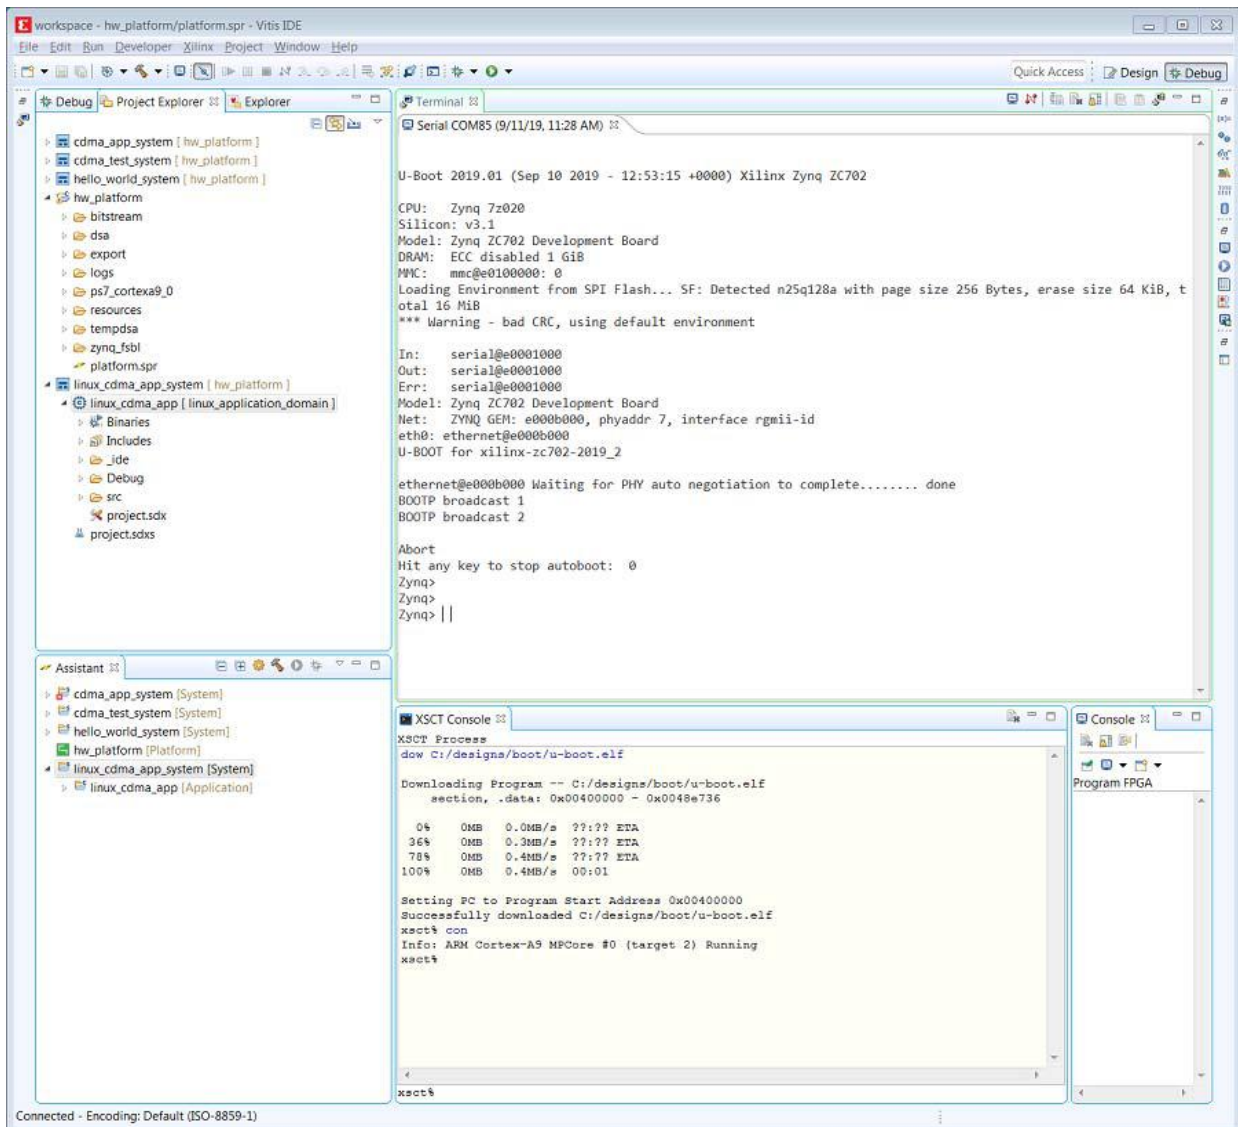 workspace - hw_platform/platform.spr - Vitis IDE
File Edit Run Developer Xilinx Project Window Help
Quick Access Design Debug
Debug Project Explorer Explorer
cdma_app_system [ hw_platform ]
cdma_test_system [ hw_platform ]
hello_world_system [ hw_platform ]
hw_platform
bitstream
dsa
export
logs
ps7_cortexa9_0
resources
tempdsa
zynq_fsbl
platform.spr
linux_cdma_app_system [ hw_platform ]
linux_cdma_app [ linux_application_domain ]
Binaries
Includes
_ide
Debug
src
project.sdx
project.sdxs
Terminal
Serial COM85 (9/11/19, 11:28 AM)
U-Boot 2019.01 (Sep 10 2019 - 12:53:15 +0000) Xilinx Zynq ZC702
CPU: Zynq 7z020
Silicon: v3.1
Model: Zynq ZC702 Development Board
DRAM: ECC disabled 1 GiB
MMC: mmc@e0100000: 0
Loading Environment from SPI Flash... SF: Detected n25q128a with page size 256 Bytes, erase size 64 KiB, t
otal 16 MiB
*** Warning - bad CRC, using default environment
In: serial@e0001000
Out: serial@e0001000
Err: serial@e0001000
Model: Zynq ZC702 Development Board
Net: ZYNQ GEM: e000b000, phyaddr 7, interface rgmii-id
eth0: ethernet@e000b000
U-BOOT for xilinx-zc702-2019_2
ethernet@e000b000 Waiting for PHY auto negotiation to complete........ done
BOOTP broadcast 1
BOOTP broadcast 2
Abort
Hit any key to stop autoboot: 0
Zynq>
Zynq>
Zynq>
Assistant
cdma_app_system [System]
cdma_test_system [System]
hello_world_system [System]
hw_platform [Platform]
linux_cdma_app_system [System]
linux_cdma_app [Application]
XSCT Console
XSCT Process
dow C:/designs/boot/u-boot.elf
Downloading Program -- C:/designs/boot/u-boot.elf
section, .data: 0x00400000 - 0x0048e736
0% 0MB 0.0MB/s ??:?? ETA
36% 0MB 0.3MB/s ??:?? ETA
78% 0MB 0.4MB/s ??:?? ETA
100% 0MB 0.4MB/s 00:01
Setting PC to Program Start Address 0x00400000
Successfully downloaded C:/designs/boot/u-boot.elf
xsct% con
Info: ARM Cortex-A9 MPCore #0 (target 2) Running
xsct%
xsct%
Console
Program FPGA
Connected - Encoding: Default (ISO-8859-1)